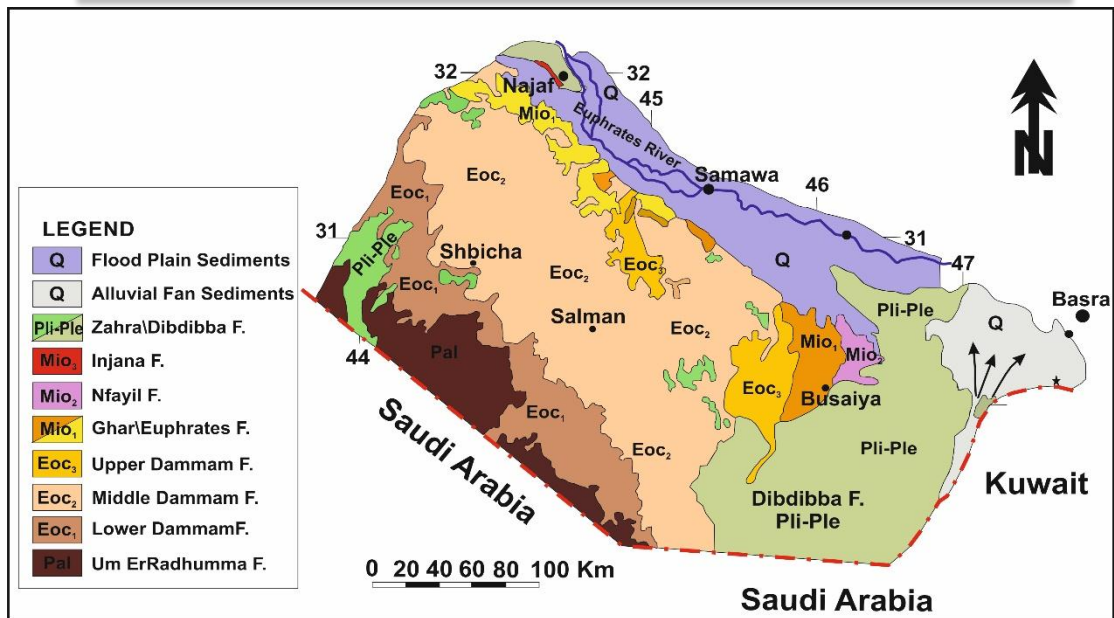 32
32
Najaf
Q
45
Mio₁
Euphrates River
N
Eoc₂
Samawa
Eoc₁
46
LEGEND
Q Flood Plain Sediments
Q Alluvial Fan Sediments
Pli-Ple Zahra\Dibdibba F.
Mio₃ Injana F.
Mio₂ Nfayil F.
Mio₁ Ghar\Euphrates F.
Eoc₃ Upper Dammam F.
Eoc₂ Middle Dammam F.
Eoc₁ Lower DammamF.
Pal Um ErRadhumma F.
31
31
Pli-Ple
Shbicha
Eoc₃
Q
47
Eoc₁
Eoc₂
Pli-Ple
Basra
Salman
Eoc₂
Q
Pal
Mio₁
Mio₂
44
Eoc₃
Busaiya
Eoc₁
Eoc₂
Pli-Ple
Saudi Arabia
Kuwait
Dibdibba F.
Pli-Ple
0 20 40 60 80 100 Km
Saudi Arabia